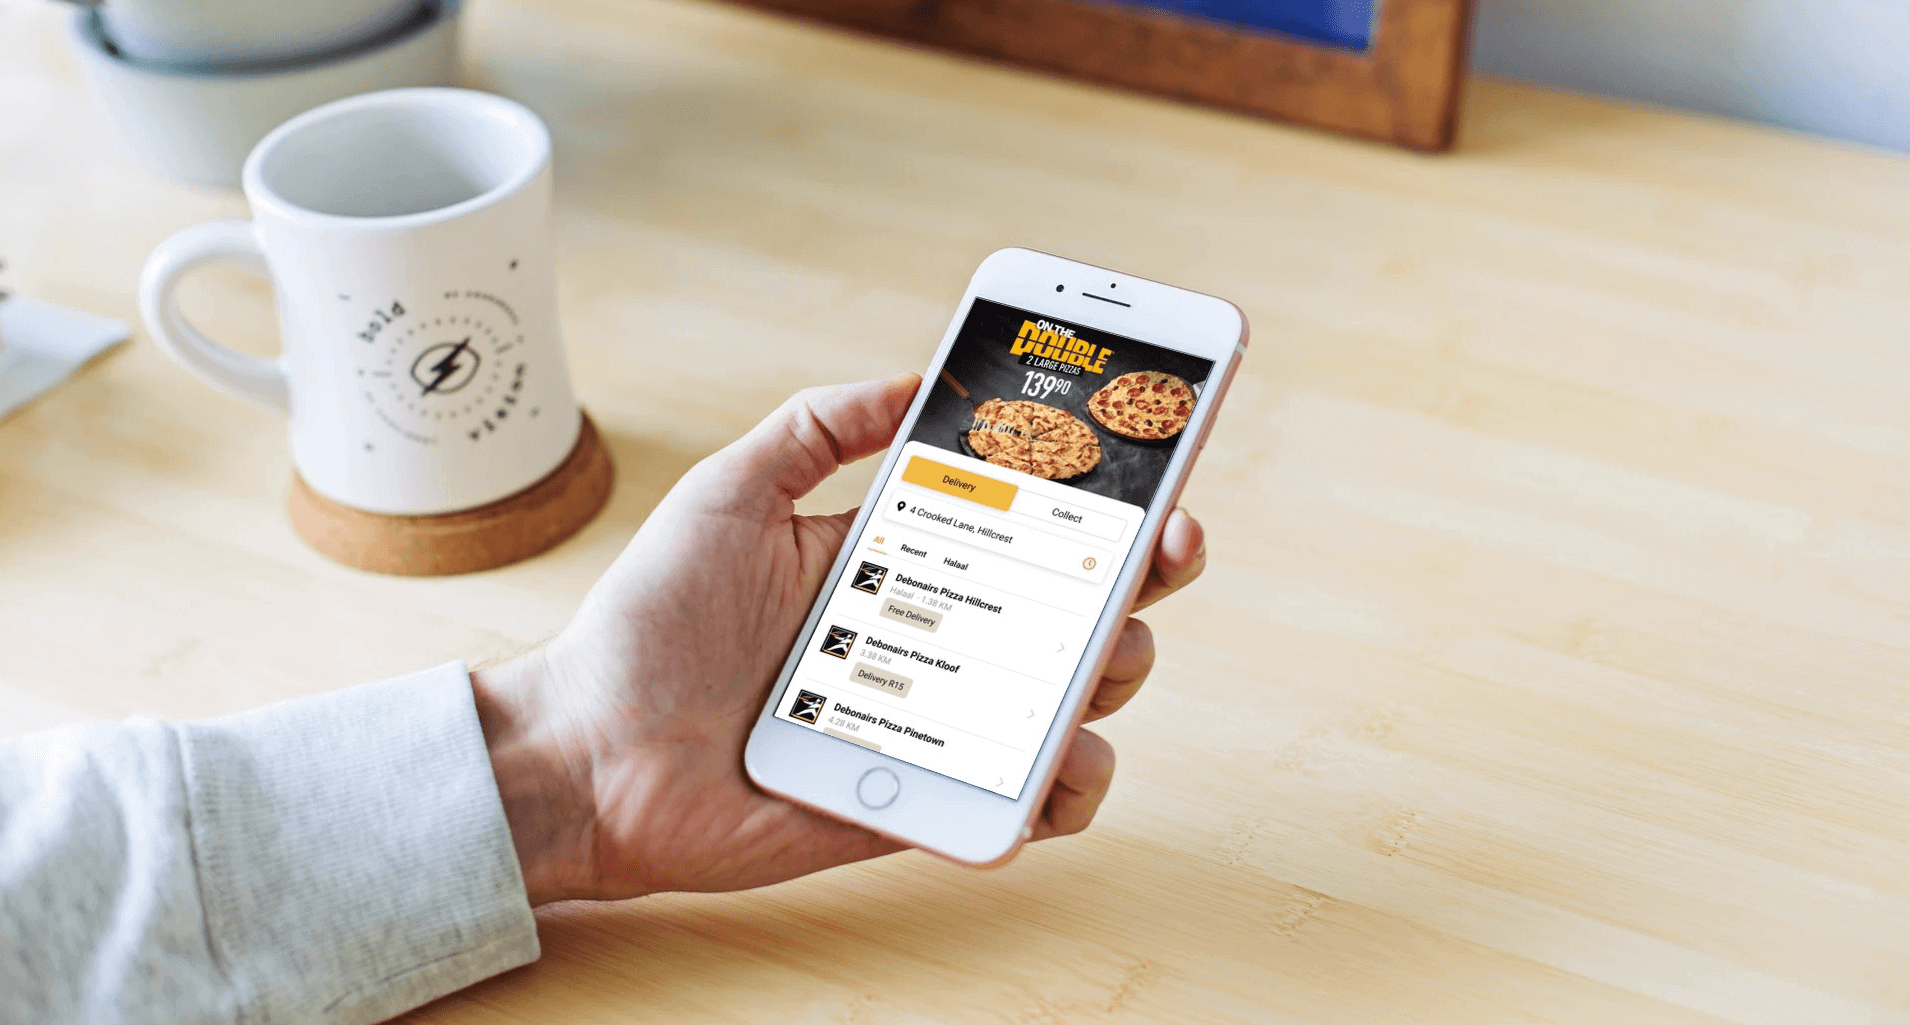 bold
vision
ON THE
DOUBLE
2 LARGE PIZZAS
139 90
Delivery
Collect
4 Crooked Lane, Hillcrest
All
Recent
Halaal
Debonairs Pizza Hillcrest
Halaal · 1.38 KM
Free Delivery
Debonairs Pizza Kloof
3.38 KM
Delivery R15
Debonairs Pizza Pinetown
4.28 KM